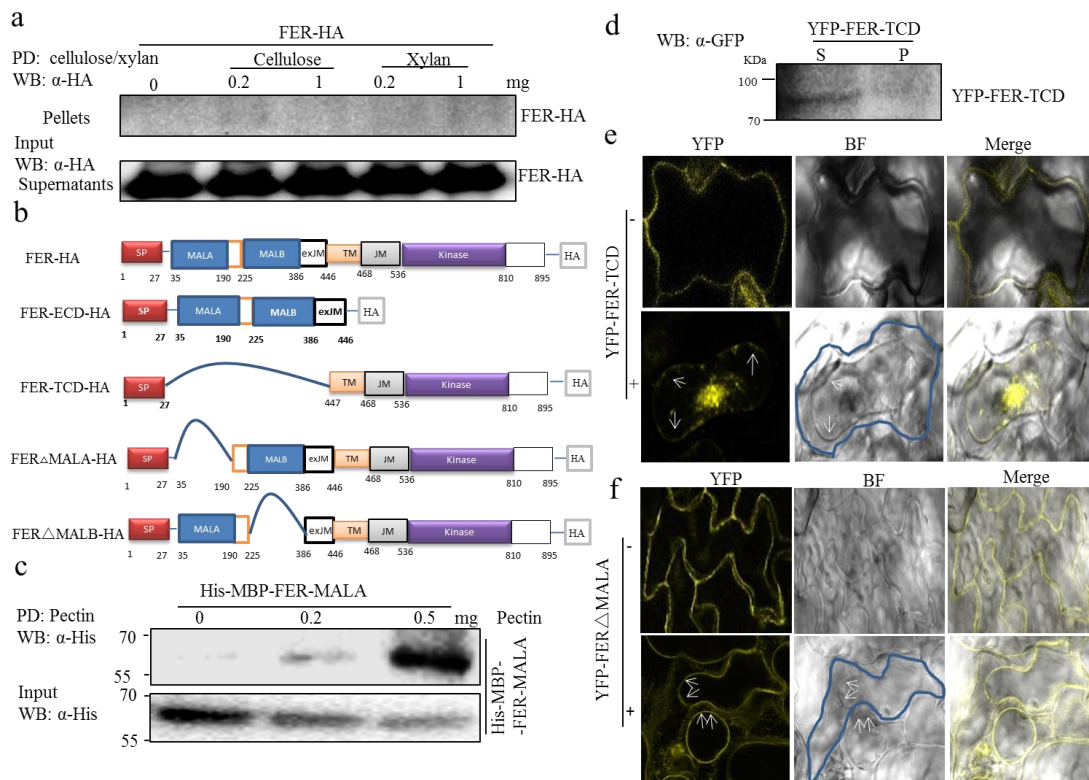 a
FER-HA
PD: cellulose/xylan Cellulose Xylan
WB: α-HA 0 0.2 1 0.2 1 mg
Pellets FER-HA
Input
WB: α-HA
Supernatants FER-HA
b
FER-HA SP MALA MALB exJM TM JM Kinase HA
1 27 35 190 225 386 446 468 536 810 895
FER-ECD-HA SP MALA MALB exJM HA
1 27 35 190 225 386 446
FER-TCD-HA SP TM JM Kinase HA
1 27 447 468 536 810 895
FER△MALA-HA SP MALB exJM TM JM Kinase HA
1 27 35 190 225 386 446 468 536 810 895
FER△MALB-HA SP MALA exJM TM JM Kinase HA
1 27 35 190 225 386 446 468 536 810 895
c
His-MBP-FER-MALA
PD: Pectin 0 0.2 0.5 mg Pectin
WB: α-His 70
55
Input 70
WB: α-His
55
His-MBP-
-FER-MALA
d
WB: α-GFP YFP-FER-TCD
KDa S P
100
70
YFP-FER-TCD
e
YFP BF Merge
-
+
YFP-FER-TCD
f
YFP BF Merge
-
+
YFP-FER△MALA